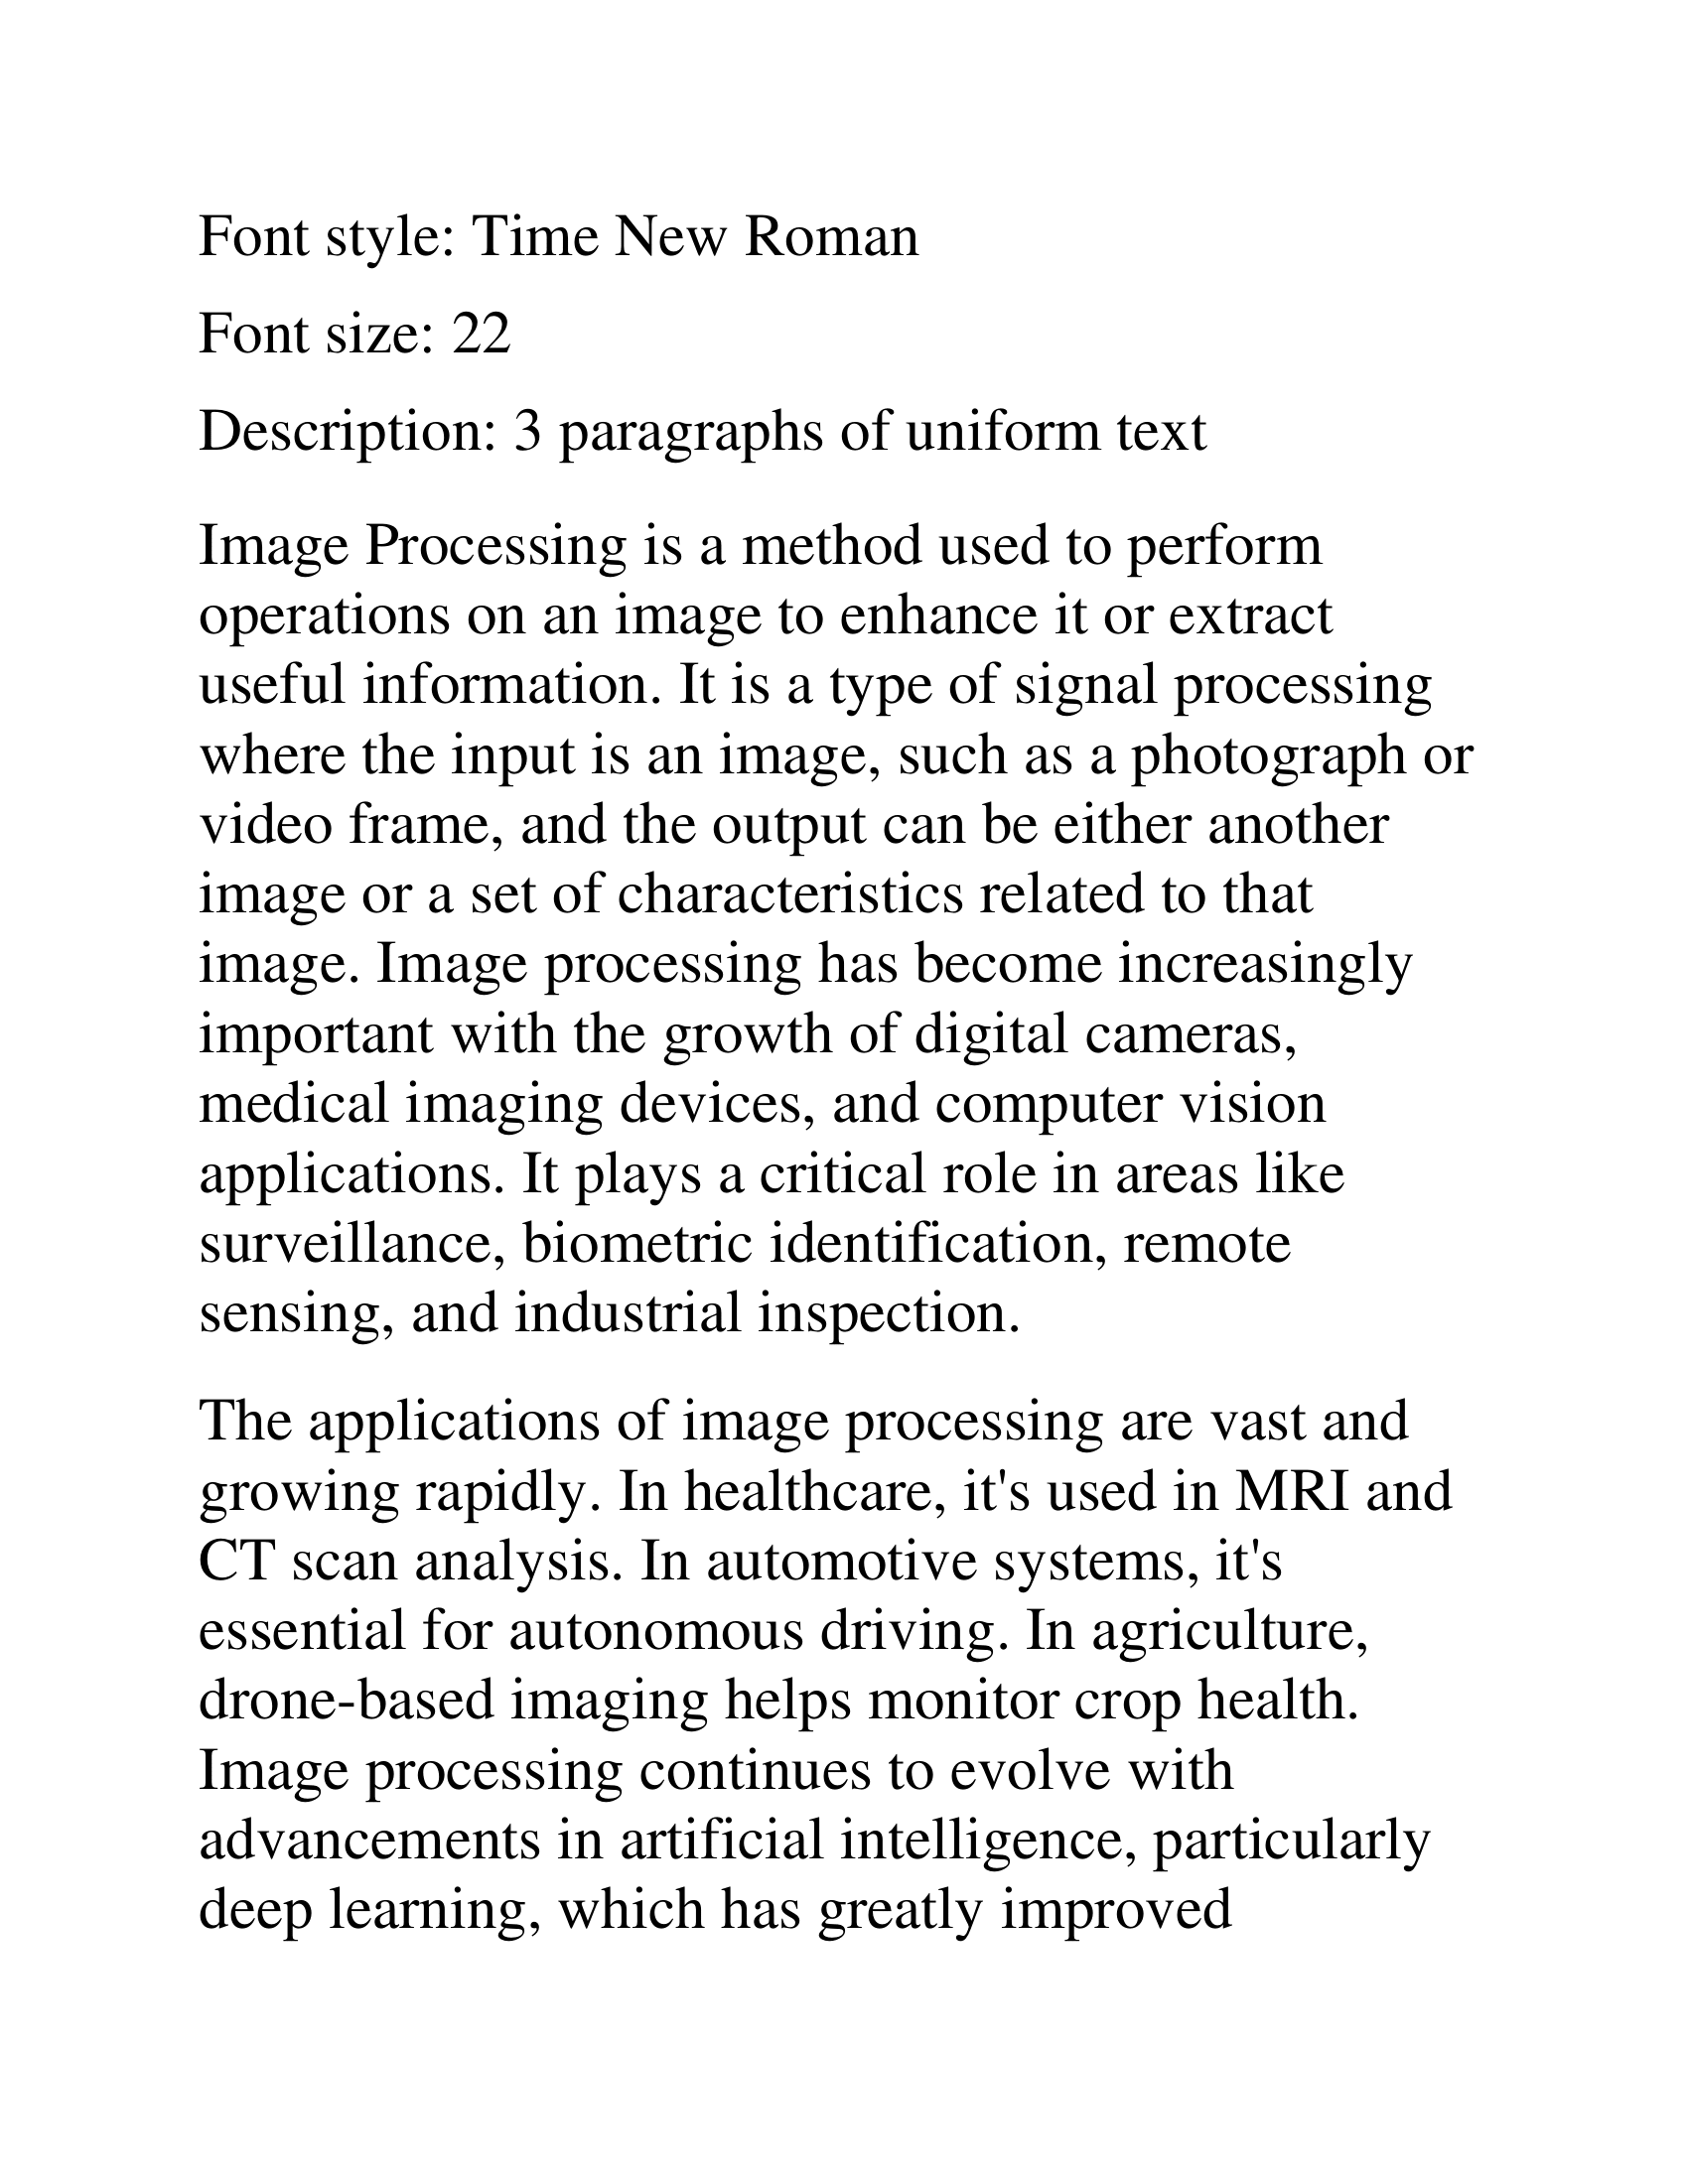 Font style: Time New Roman
Font size: 22
Description: 3 paragraphs of uniform text
Image Processing is a method used to perform
operations on an image to enhance it or extract
useful information. It is a type of signal processing
where the input is an image, such as a photograph or
video frame, and the output can be either another
image or a set of characteristics related to that
image. Image processing has become increasingly
important with the growth of digital cameras,
medical imaging devices, and computer vision
applications. It plays a critical role in areas like
surveillance, biometric identification, remote
sensing, and industrial inspection.
The applications of image processing are vast and
growing rapidly. In healthcare, it's used in MRI and
CT scan analysis. In automotive systems, it's
essential for autonomous driving. In agriculture,
drone-based imaging helps monitor crop health.
Image processing continues to evolve with
advancements in artificial intelligence, particularly
deep learning, which has greatly improved